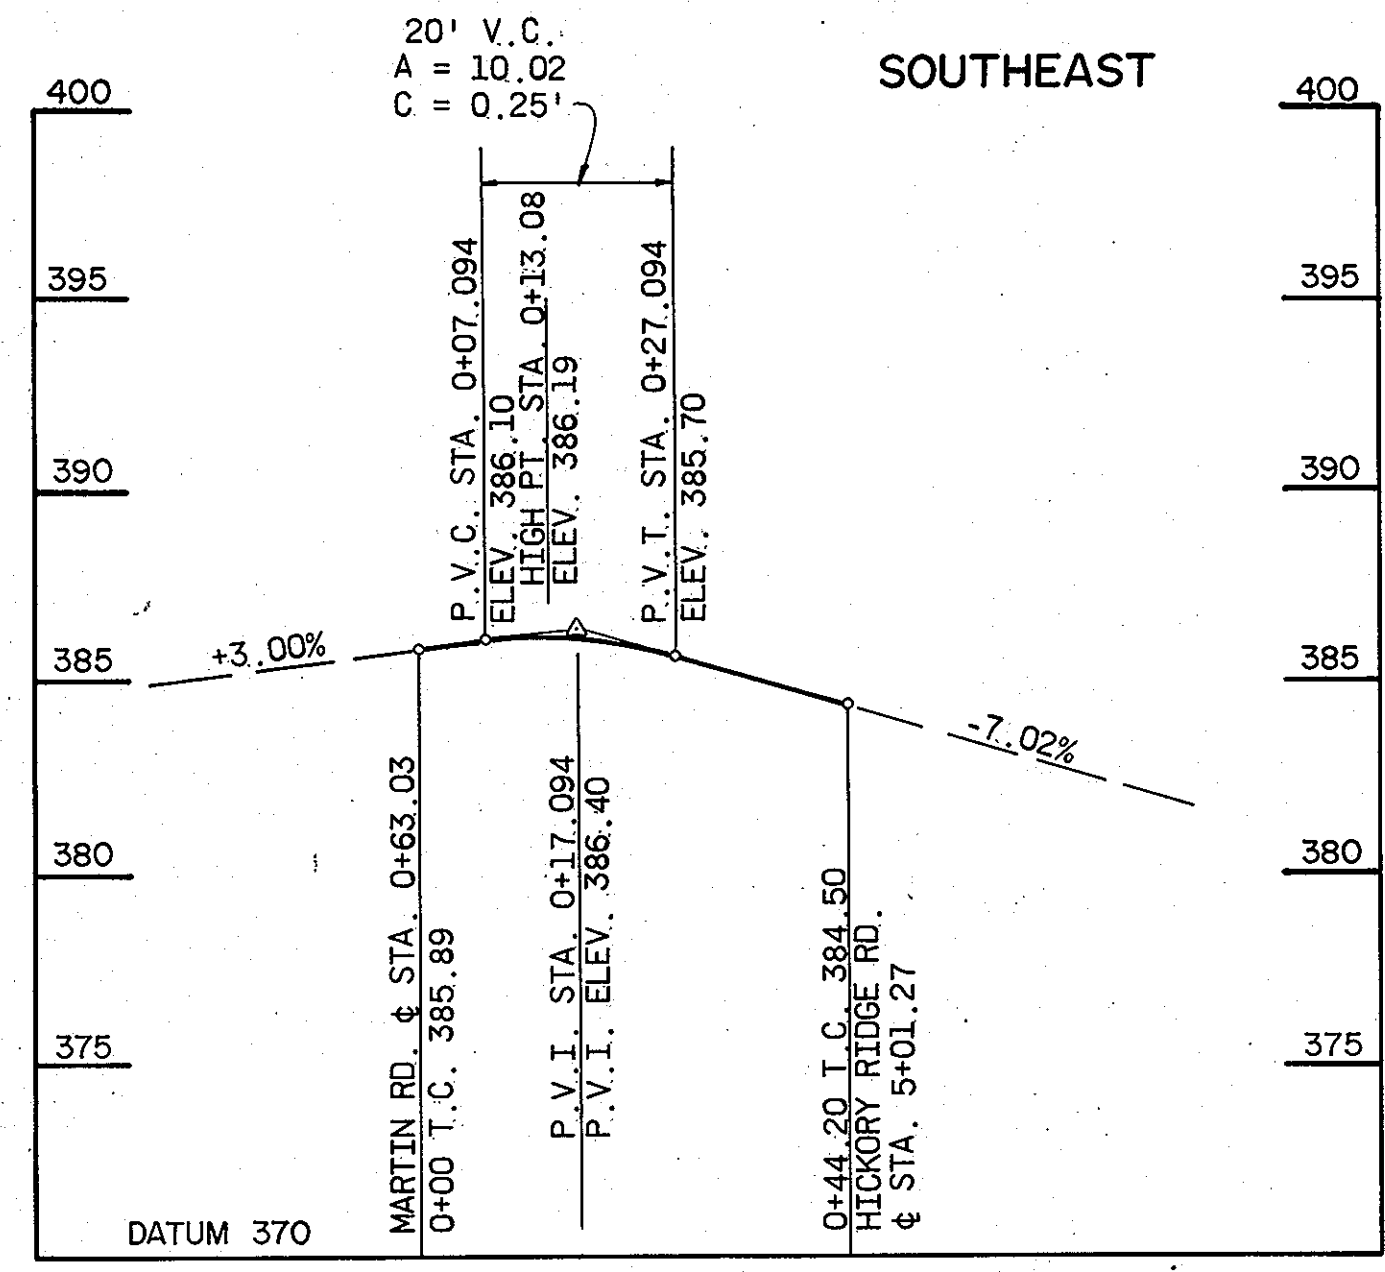 20' V.C.
A = 10.02
C = 0.25'
SOUTHEAST
400
400
395
395
390
390
385
385
380
380
375
375
P.V.C. STA. 0+07.094
ELEV. 386.10
HIGH PT. STA. 0+13.08
ELEV. 386.19
P.V.T. STA. 0+27.094
ELEV. 385.70
+3.00%
-7.02%
MARTIN RD. ℄ STA. 0+63.03
0+00 T.C. 385.89
P.V.I. STA. 0+17.094
P.V.I. ELEV. 386.40
0+44.20 T.C. 384.50
HICKORY RIDGE RD.
℄ STA. 5+01.27
DATUM 370